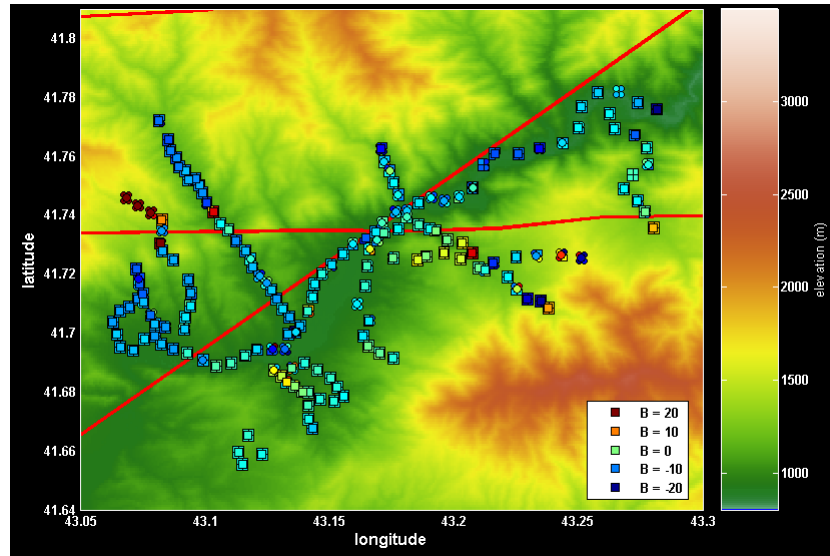 41.8
41.78
41.76
41.74
41.72
41.7
41.68
41.66
41.64
latitude
43.05
43.1
43.15
43.2
43.25
43.3
longitude
B = 20
B = 10
B = 0
B = -10
B = -20
3000
2500
2000
1500
1000
elevation (m)